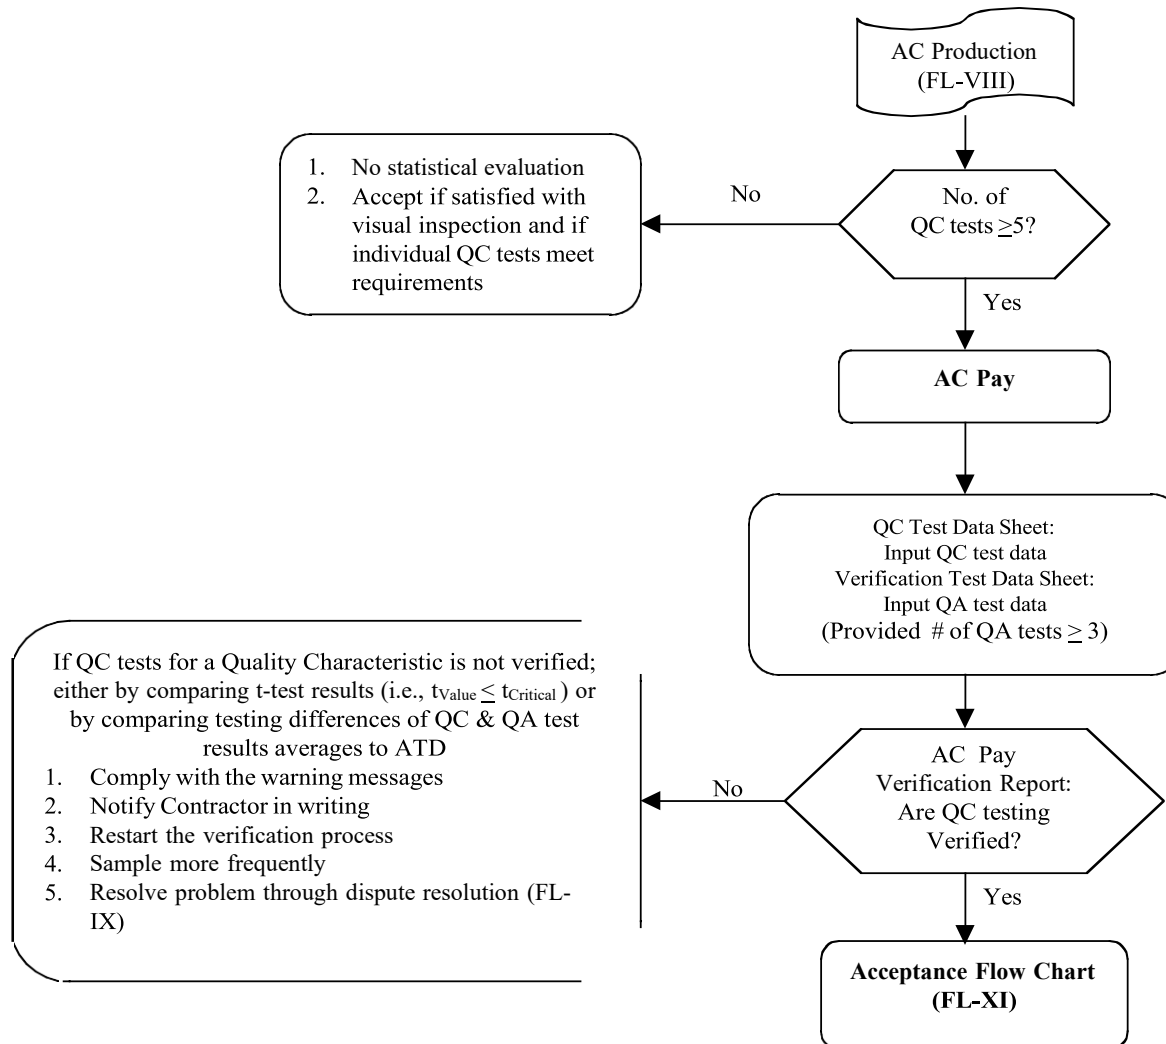 AC Production
(FL-VIII)
1. No statistical evaluation
2. Accept if satisfied with
visual inspection and if
individual QC tests meet
requirements
No
No. of
QC tests ≥5?
Yes
AC Pay
QC Test Data Sheet:
Input QC test data
Verification Test Data Sheet:
Input QA test data
(Provided # of QA tests ≥ 3)
If QC tests for a Quality Characteristic is not verified;
either by comparing t-test results (i.e., tValue ≤ tCritical ) or
by comparing testing differences of QC & QA test
results averages to ATD
1. Comply with the warning messages
2. Notify Contractor in writing
3. Restart the verification process
4. Sample more frequently
5. Resolve problem through dispute resolution (FL-
IX)
No
AC Pay
Verification Report:
Are QC testing
Verified?
Yes
Acceptance Flow Chart
(FL-XI)